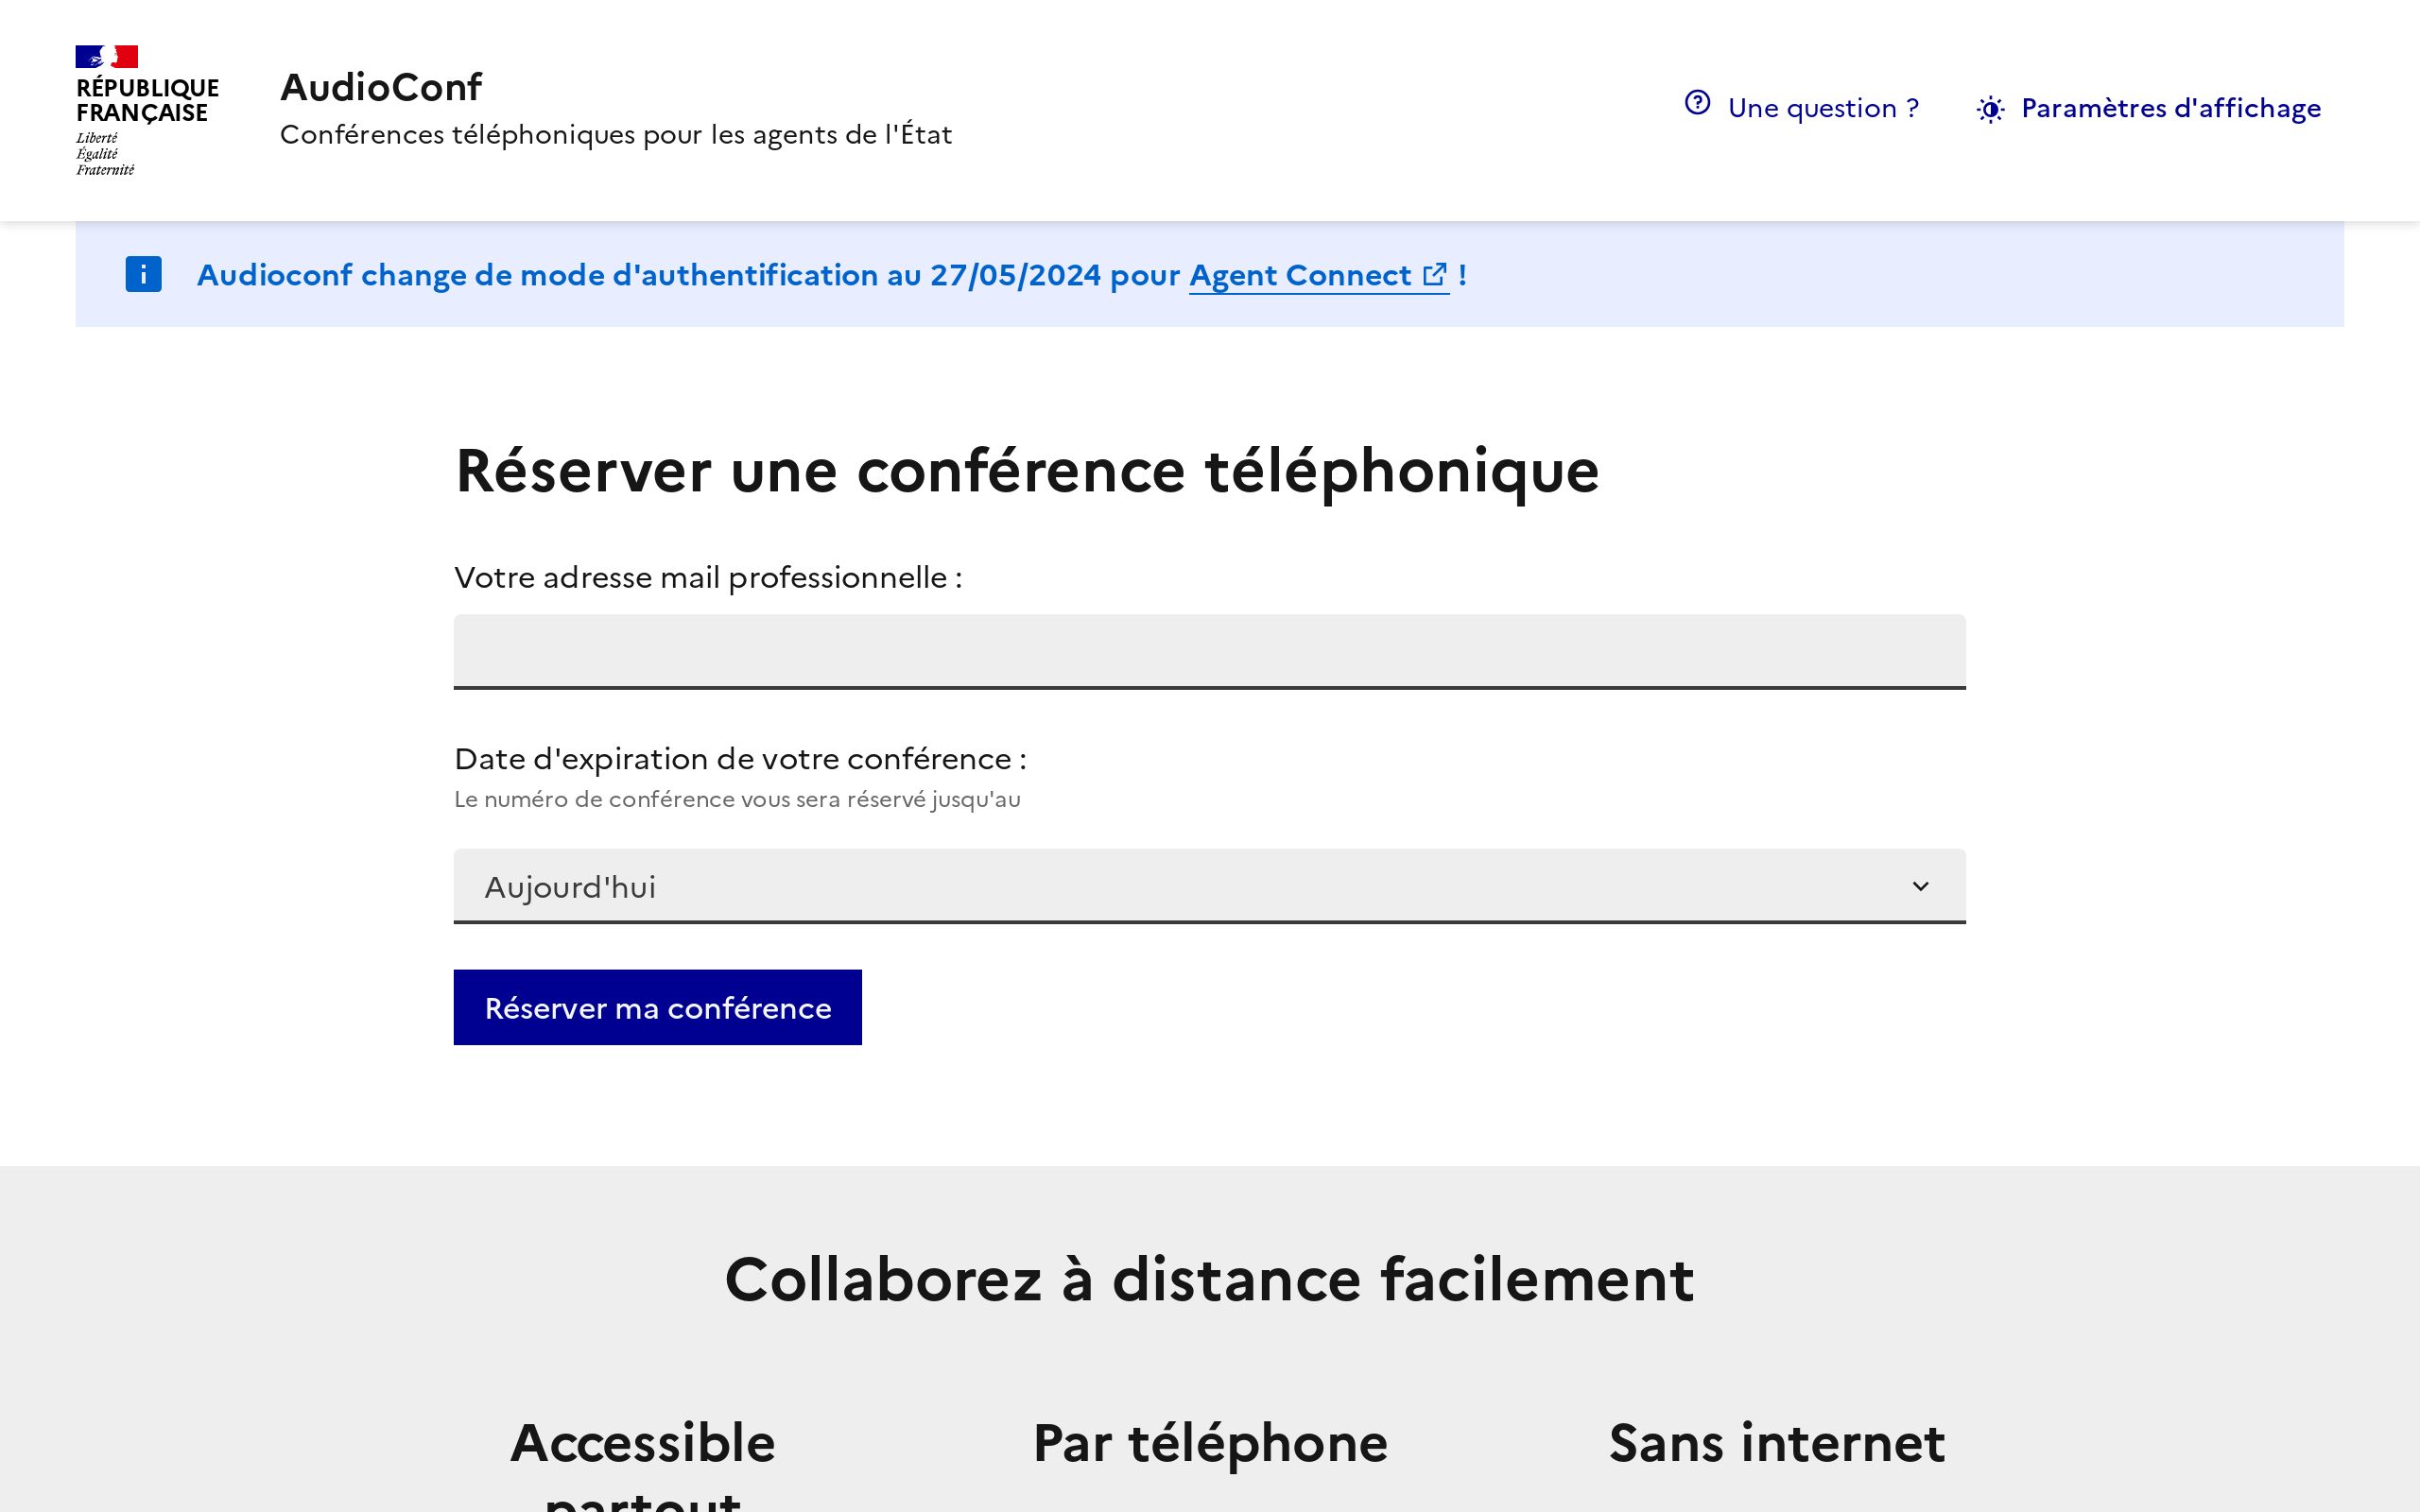 RÉPUBLIQUE
FRANÇAISE
Liberté
Égalité
Fraternité
AudioConf
Conférences téléphoniques pour les agents de l'État
Une question ?
Paramètres d'affichage
Audioconf change de mode d'authentification au 27/05/2024 pour Agent Connect !
Réserver une conférence téléphonique
Votre adresse mail professionnelle :
Date d'expiration de votre conférence :
Le numéro de conférence vous sera réservé jusqu'au
Aujourd'hui
Réserver ma conférence
Collaborez à distance facilement
Accessible
partout
Par téléphone
Sans internet